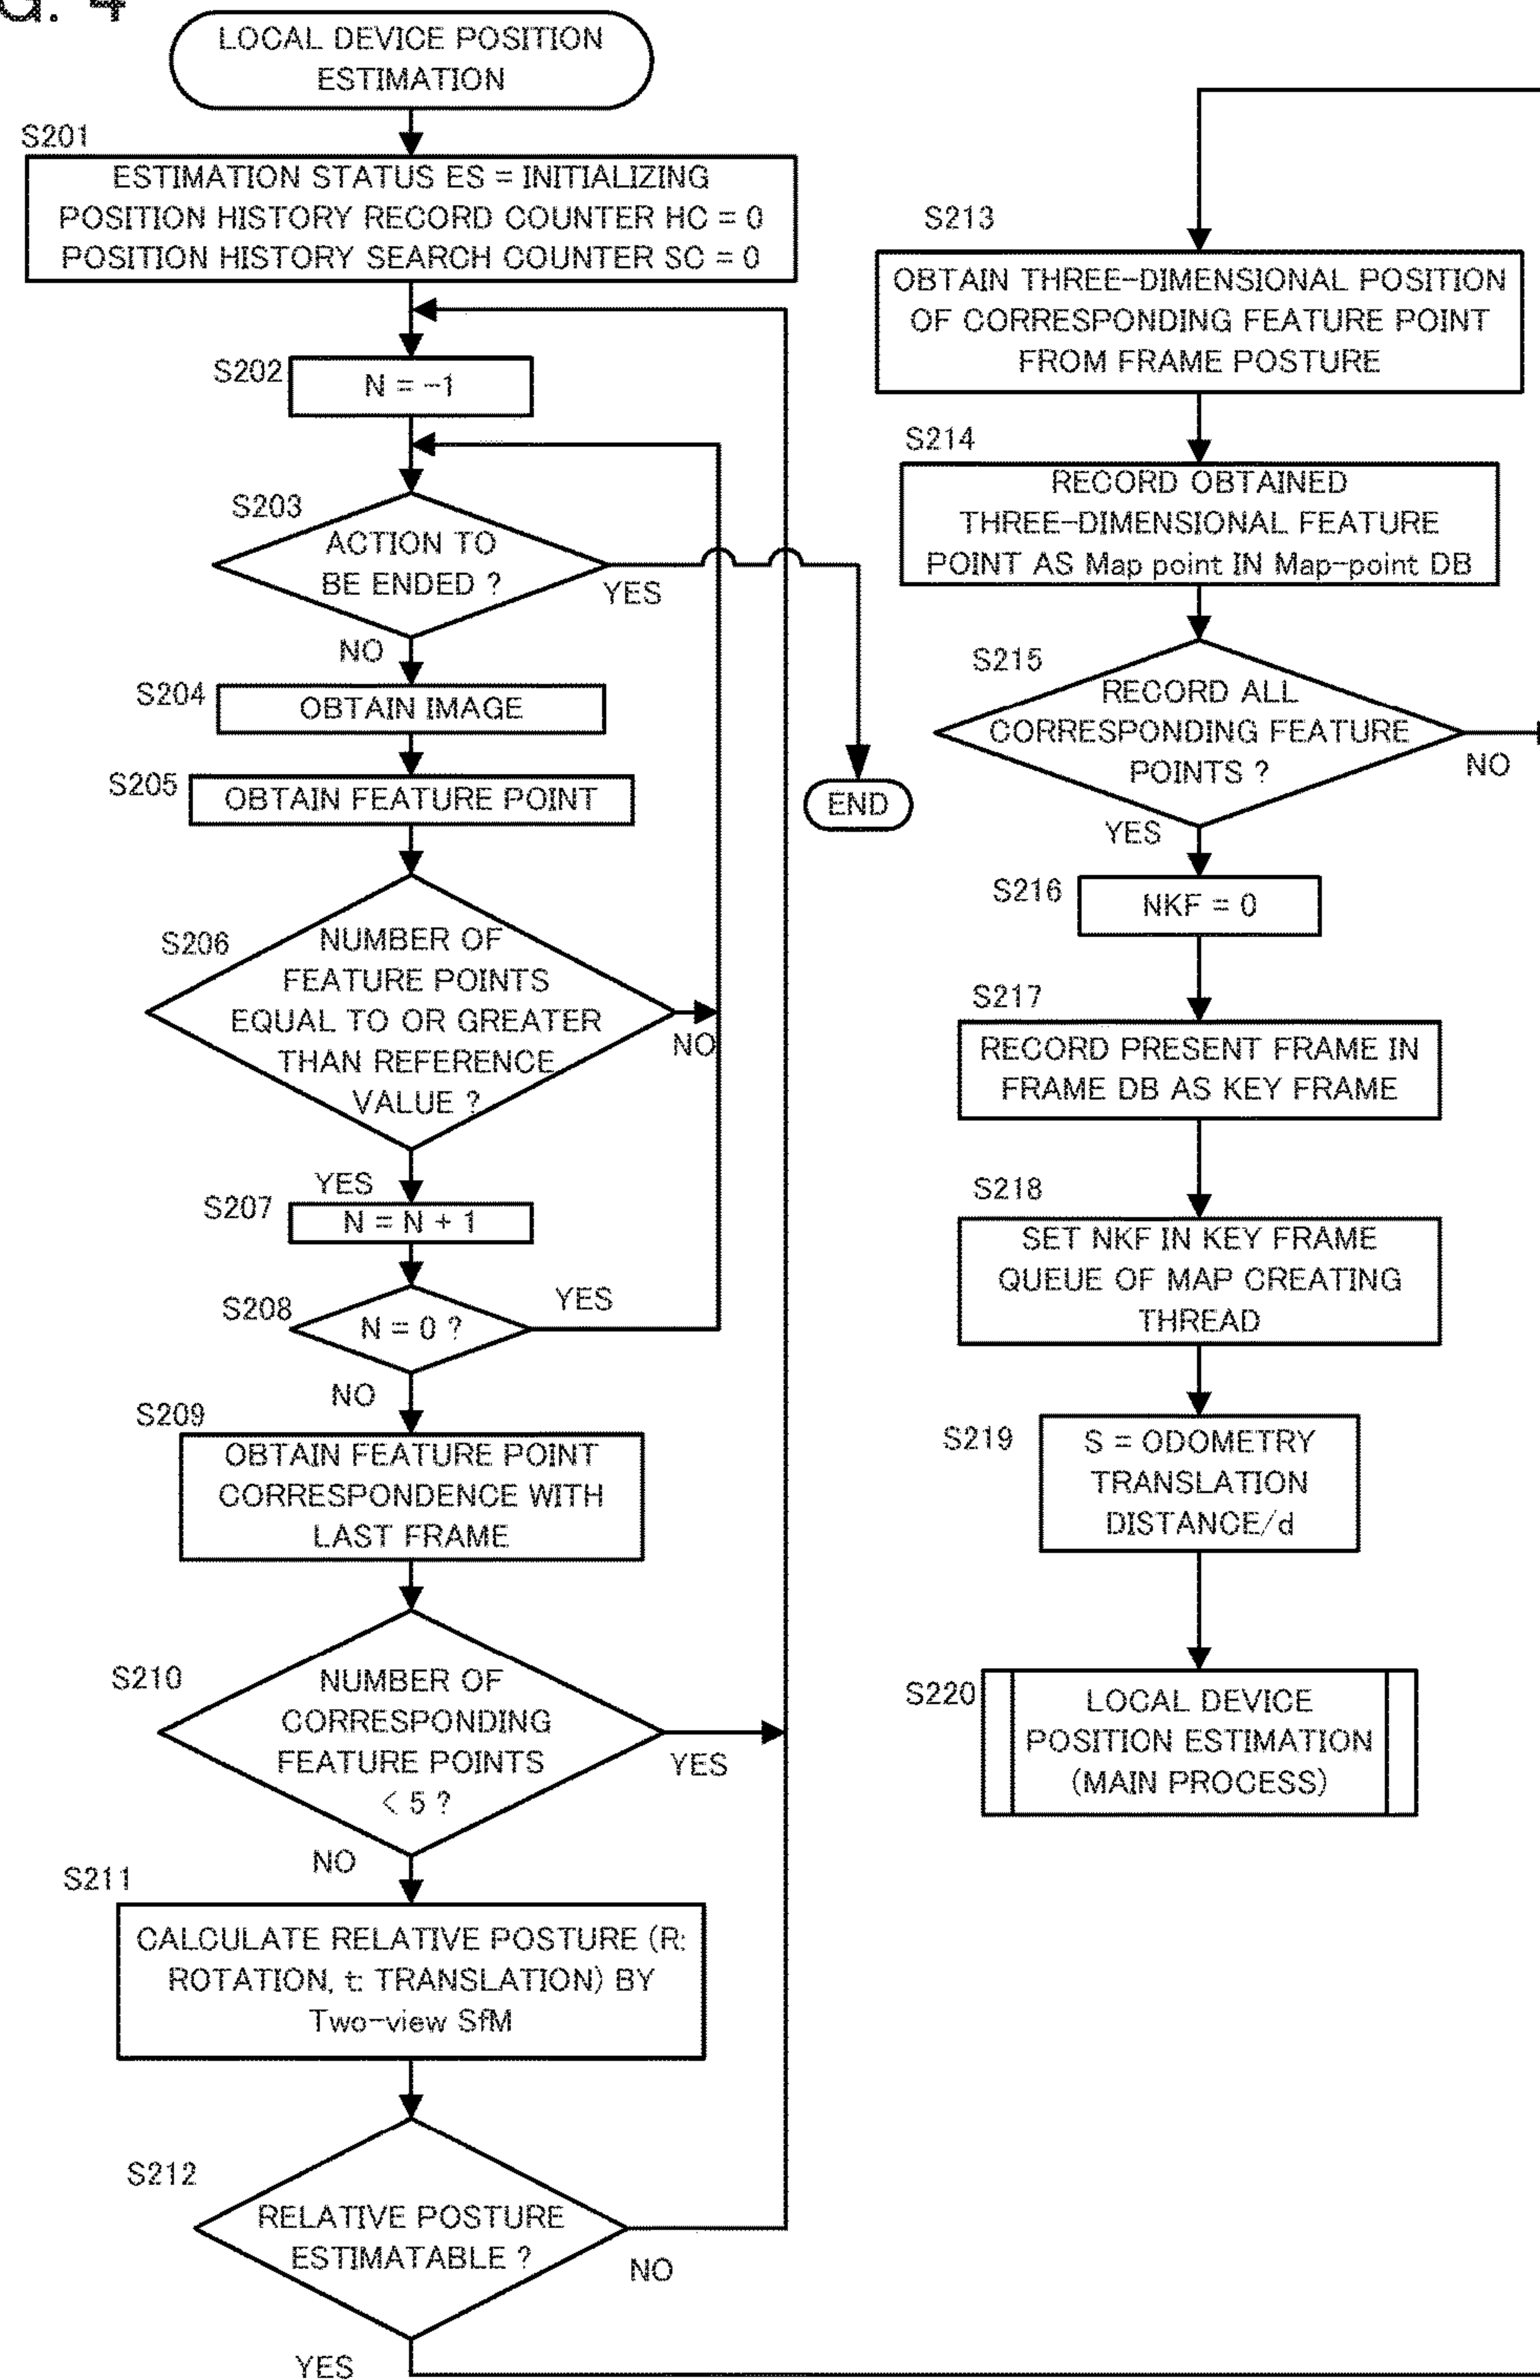 G. 4
LOCAL DEVICE POSITION
ESTIMATION
S201
ESTIMATION STATUS ES = INITIALIZING
POSITION HISTORY RECORD COUNTER HC = 0
POSITION HISTORY SEARCH COUNTER SC = 0
S202
N = -1
S203
ACTION TO
BE ENDED ?
YES
NO
S204
OBTAIN IMAGE
S205
OBTAIN FEATURE POINT
END
S206
NUMBER OF
FEATURE POINTS
EQUAL TO OR GREATER
THAN REFERENCE
VALUE ?
NO
YES
S207
N = N + 1
S208
N = 0 ?
YES
NO
S209
OBTAIN FEATURE POINT
CORRESPONDENCE WITH
LAST FRAME
S210
NUMBER OF
CORRESPONDING
FEATURE POINTS
< 5 ?
YES
NO
S211
CALCULATE RELATIVE POSTURE (R:
ROTATION, t: TRANSLATION) BY
Two-view SfM
S212
RELATIVE POSTURE
ESTIMATABLE ?
NO
YES
S213
OBTAIN THREE-DIMENSIONAL POSITION
OF CORRESPONDING FEATURE POINT
FROM FRAME POSTURE
S214
RECORD OBTAINED
THREE-DIMENSIONAL FEATURE
POINT AS Map point IN Map-point DB
S215
RECORD ALL
CORRESPONDING FEATURE
POINTS ?
NO
YES
S216
NKF = 0
S217
RECORD PRESENT FRAME IN
FRAME DB AS KEY FRAME
S218
SET NKF IN KEY FRAME
QUEUE OF MAP CREATING
THREAD
S219
S = ODOMETRY
TRANSLATION
DISTANCE/d
S220
LOCAL DEVICE
POSITION ESTIMATION
(MAIN PROCESS)